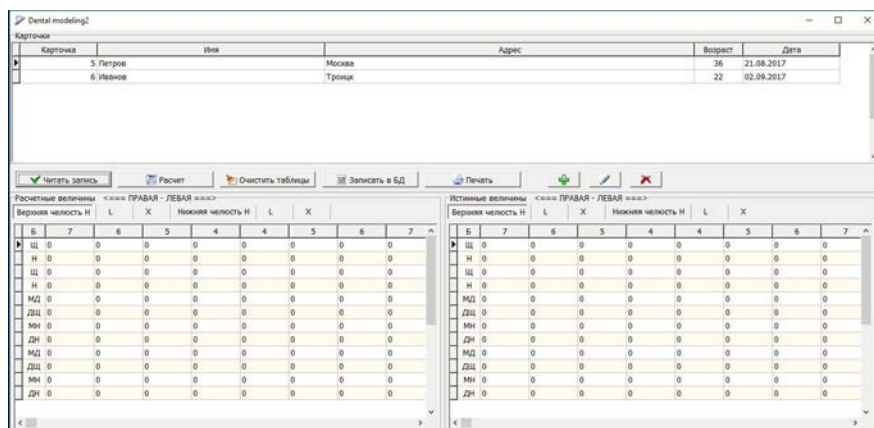 Dental modeling2
Карточки
Карточка Имя Адрес Возраст Дата
5 Петров Москва 36 21.08.2017
6 Иванов Троицк 22 02.09.2017
Читать запись Расчет Очистить таблицы Записать в БД Печать
Расчетные величины <=== ПРАВАЯ - ЛЕВАЯ ===>
Верхняя челюсть H L X Нижняя челюсть H L X
Б 7 6 5 4 4 5 6 7
Щ 0 0 0 0 0 0 0 0
Н 0 0 0 0 0 0 0 0
Щ 0 0 0 0 0 0 0 0
Н 0 0 0 0 0 0 0 0
МД 0 0 0 0 0 0 0 0
ДЩ 0 0 0 0 0 0 0 0
МН 0 0 0 0 0 0 0 0
ДН 0 0 0 0 0 0 0 0
МД 0 0 0 0 0 0 0 0
ДЩ 0 0 0 0 0 0 0 0
МН 0 0 0 0 0 0 0 0
ДН 0 0 0 0 0 0 0 0
Истинные величины <=== ПРАВАЯ - ЛЕВАЯ ===>
Верхняя челюсть H L X Нижняя челюсть H L X
Б 7 6 5 4 4 5 6 7
Щ 0 0 0 0 0 0 0 0
Н 0 0 0 0 0 0 0 0
Щ 0 0 0 0 0 0 0 0
Н 0 0 0 0 0 0 0 0
МД 0 0 0 0 0 0 0 0
ДЩ 0 0 0 0 0 0 0 0
МН 0 0 0 0 0 0 0 0
ДН 0 0 0 0 0 0 0 0
МД 0 0 0 0 0 0 0 0
ДЩ 0 0 0 0 0 0 0 0
МН 0 0 0 0 0 0 0 0
ДН 0 0 0 0 0 0 0 0